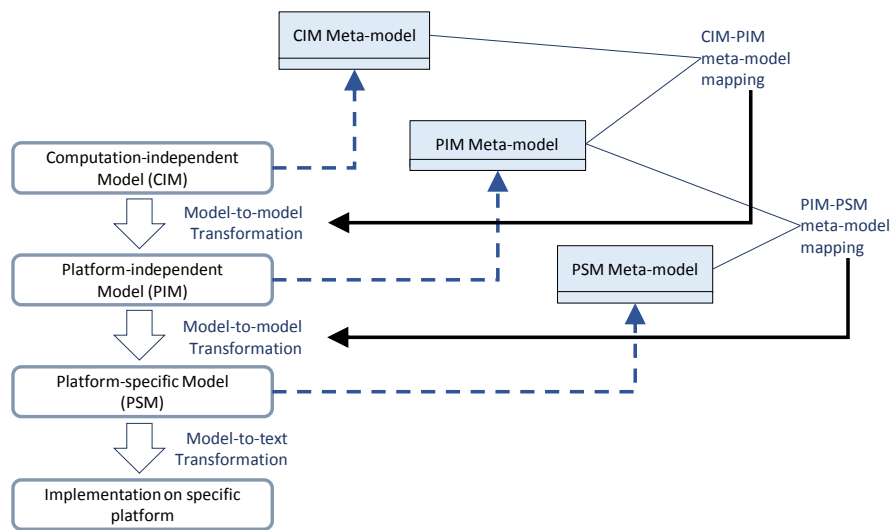 CIM Meta-model
CIM-PIM
meta-model
mapping
PIM Meta-model
Computation-independent
Model (CIM)
Model-to-model
Transformation
PIM-PSM
meta-model
mapping
Platform-independent
Model (PIM)
PSM Meta-model
Model-to-model
Transformation
Platform-specific Model
(PSM)
Model-to-text
Transformation
Implementation on specific
platform